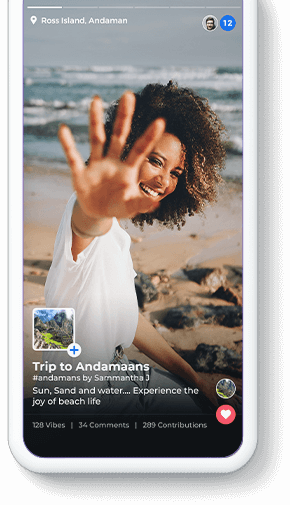 Ross Island, Andaman
12
Trip to Andamaans
#andamans by Sammantha J
Sun, Sand and water.... Experience the
joy of beach life
128 Vibes | 34 Comments | 289 Contributions